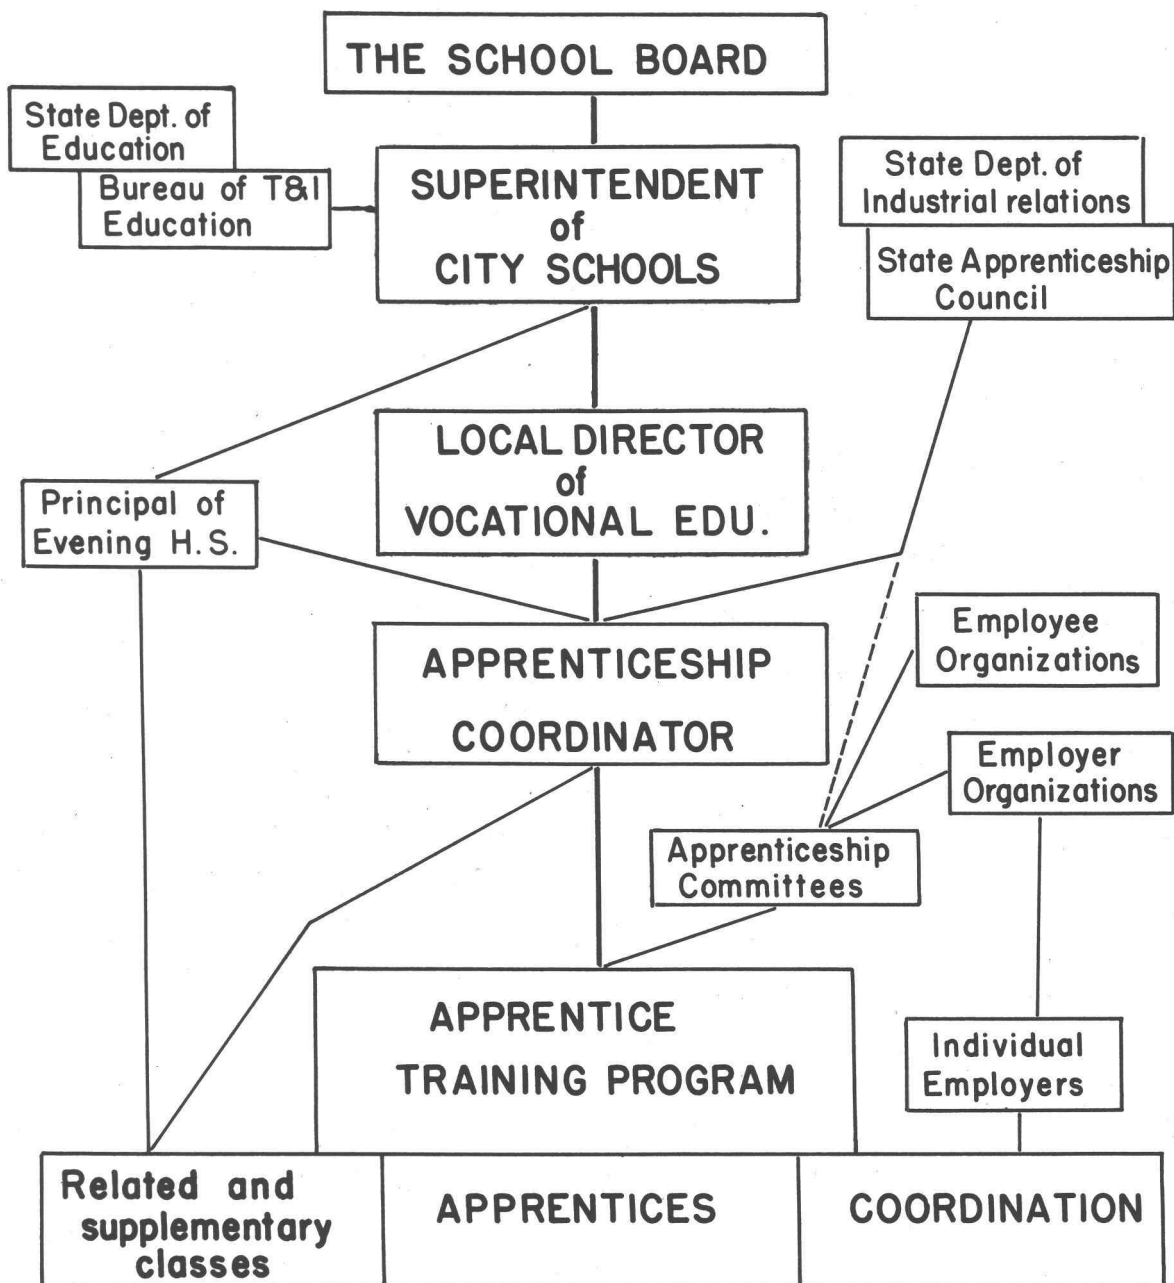 THE SCHOOL BOARD
State Dept. of
Education
Bureau of T&I
Education
SUPERINTENDENT
of
CITY SCHOOLS
State Dept. of
Industrial relations
State Apprenticeship
Council
LOCAL DIRECTOR
of
VOCATIONAL EDU.
Principal of
Evening H.S.
APPRENTICESHIP
COORDINATOR
Employee
Organizations
Employer
Organizations
Apprenticeship
Committees
APPRENTICE
TRAINING PROGRAM
Individual
Employers
Related and
supplementary
classes
APPRENTICES
COORDINATION